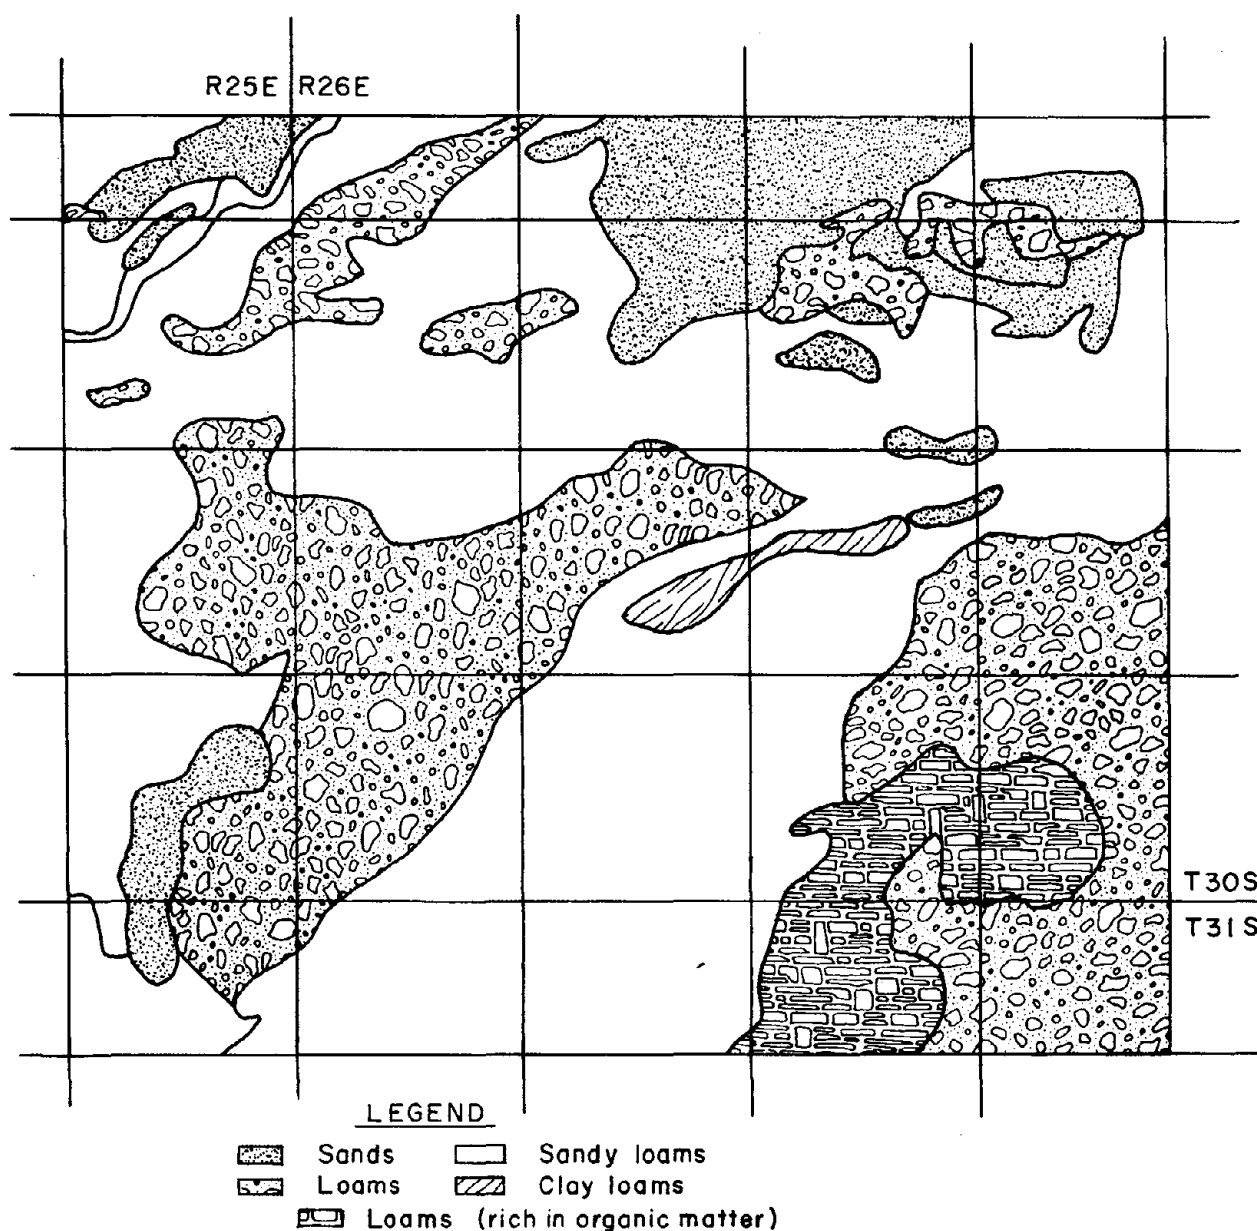 R25E R26E
T30S
T31S
LEGEND
Sands Sandy loams
Loams Clay loams
Loams (rich in organic matter)